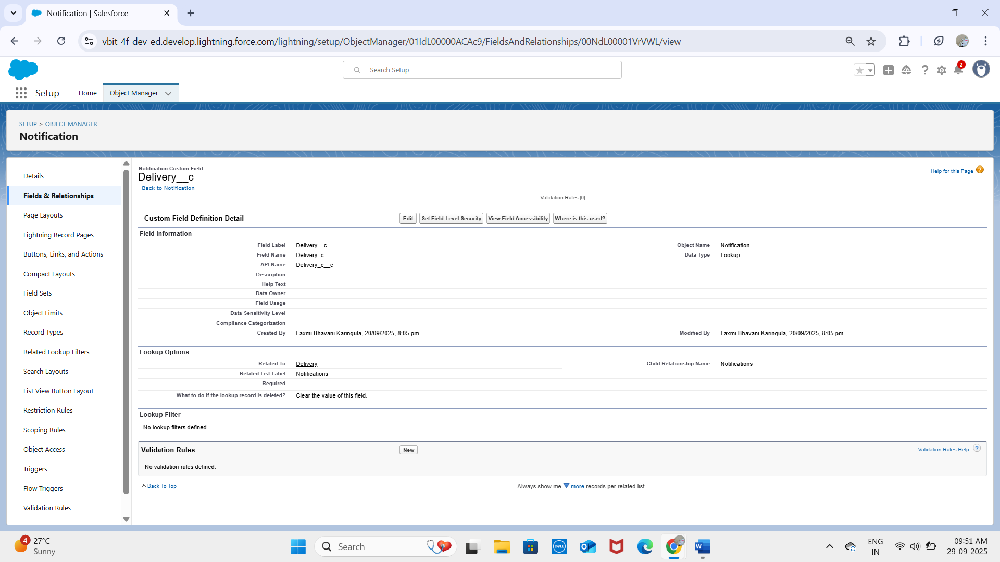 Notification | Salesforce
vbit-4f-dev-ed.develop.lightning.force.com/lightning/setup/ObjectManager/01IdL00000ACAc9/FieldsAndRelationships/00NdL00001VrVWL/view
Search Setup
2
Setup
Home
Object Manager
SETUP > OBJECT MANAGER
Notification
Details
Fields & Relationships
Page Layouts
Lightning Record Pages
Buttons, Links, and Actions
Compact Layouts
Field Sets
Object Limits
Record Types
Related Lookup Filters
Search Layouts
List View Button Layout
Restriction Rules
Scoping Rules
Object Access
Triggers
Flow Triggers
Validation Rules
Notification Custom Field
Delivery__c
Back to Notification
Help for this Page ?
Validation Rules [0]
Custom Field Definition Detail
Edit Set Field-Level Security View Field Accessibility Where is this used?
Field Information
Field Label Delivery__c Object Name Notification
Field Name Delivery_c Data Type Lookup
API Name Delivery_c__c
Description
Help Text
Data Owner
Field Usage
Data Sensitivity Level
Compliance Categorization
Created By Laxmi Bhavani Karingula, 20/09/2025, 8:05 pm Modified By Laxmi Bhavani Karingula, 20/09/2025, 8:05 pm
Lookup Options
Related To Delivery Child Relationship Name Notifications
Related List Label Notifications
Required
What to do if the lookup record is deleted? Clear the value of this field.
Lookup Filter
No lookup filters defined.
Validation Rules New Validation Rules Help ?
No validation rules defined.
Back To Top Always show me more records per related list
4
27°C
Sunny
Search
DELL
W
ENG
IN
09:51 AM
29-09-2025